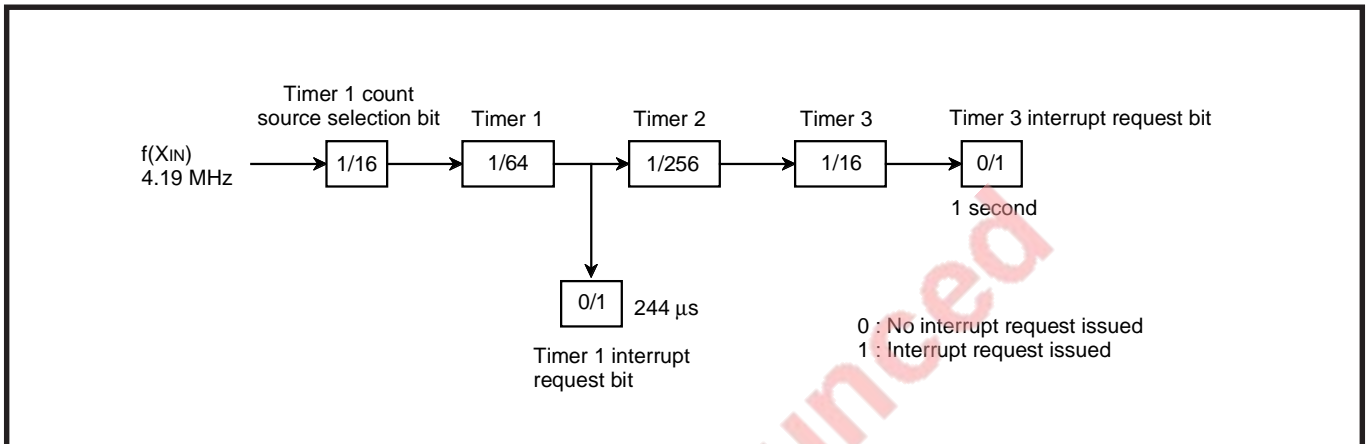 Timer 1 count
source selection bit
Timer 1
Timer 2
Timer 3
Timer 3 interrupt request bit
f(XIN)
4.19 MHz
1/16
1/64
1/256
1/16
0/1
1 second
0/1
244 μs
Timer 1 interrupt
request bit
0 : No interrupt request issued
1 : Interrupt request issued
unced